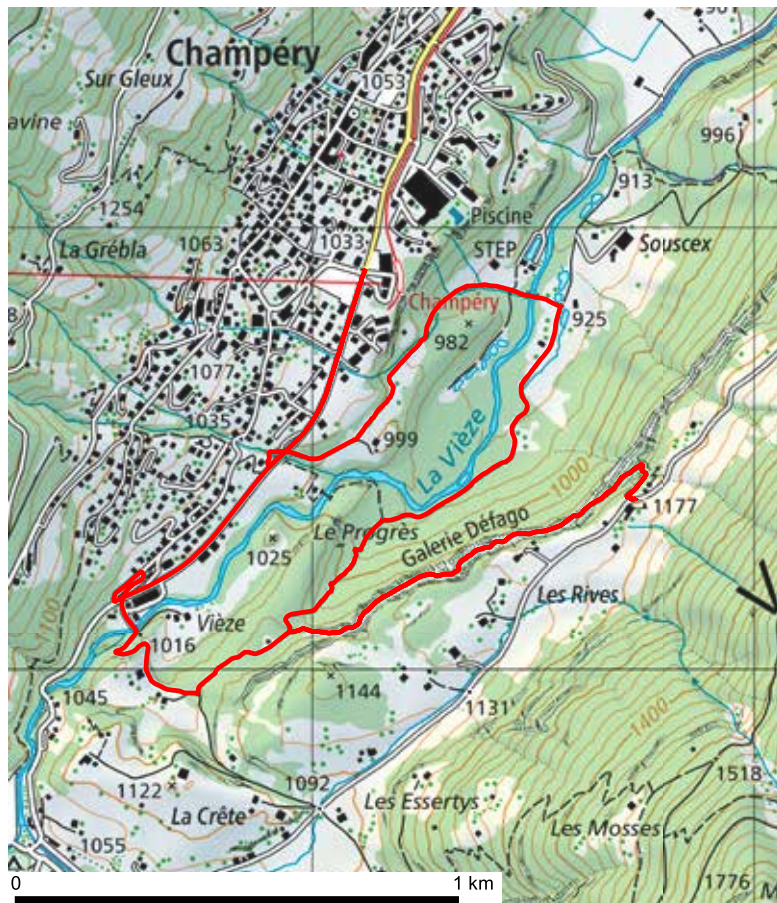 Champéry
1053
901
Sur Gleux
avine
996
913
1254
Piscine
La Grébla
1063
1033
STEP
Souscex
Champéry
925
8
982
1077
1035
999
La Vièze
1000
1177
Le Progrès
Galerie Défago
1025
Les Rives
1100
Vièze
1016
1144
1045
1131
1400
1518
1092
1122
Les Essertys
La Crête
Les Mosses
1055
1776
M
0
1 km